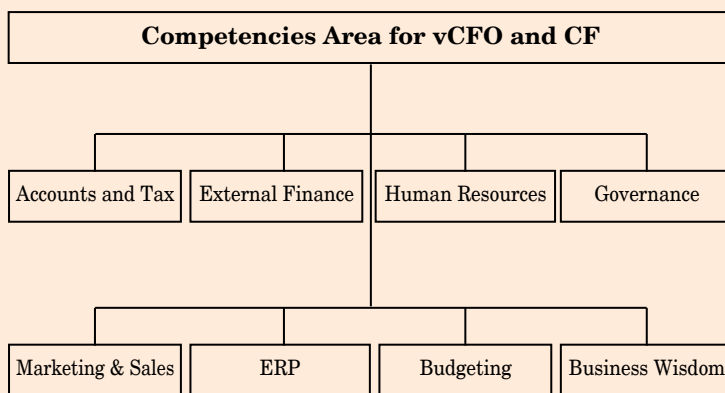 Competencies Area for vCFO and CF
Accounts and Tax
External Finance
Human Resources
Governance
Marketing & Sales
ERP
Budgeting
Business Wisdom